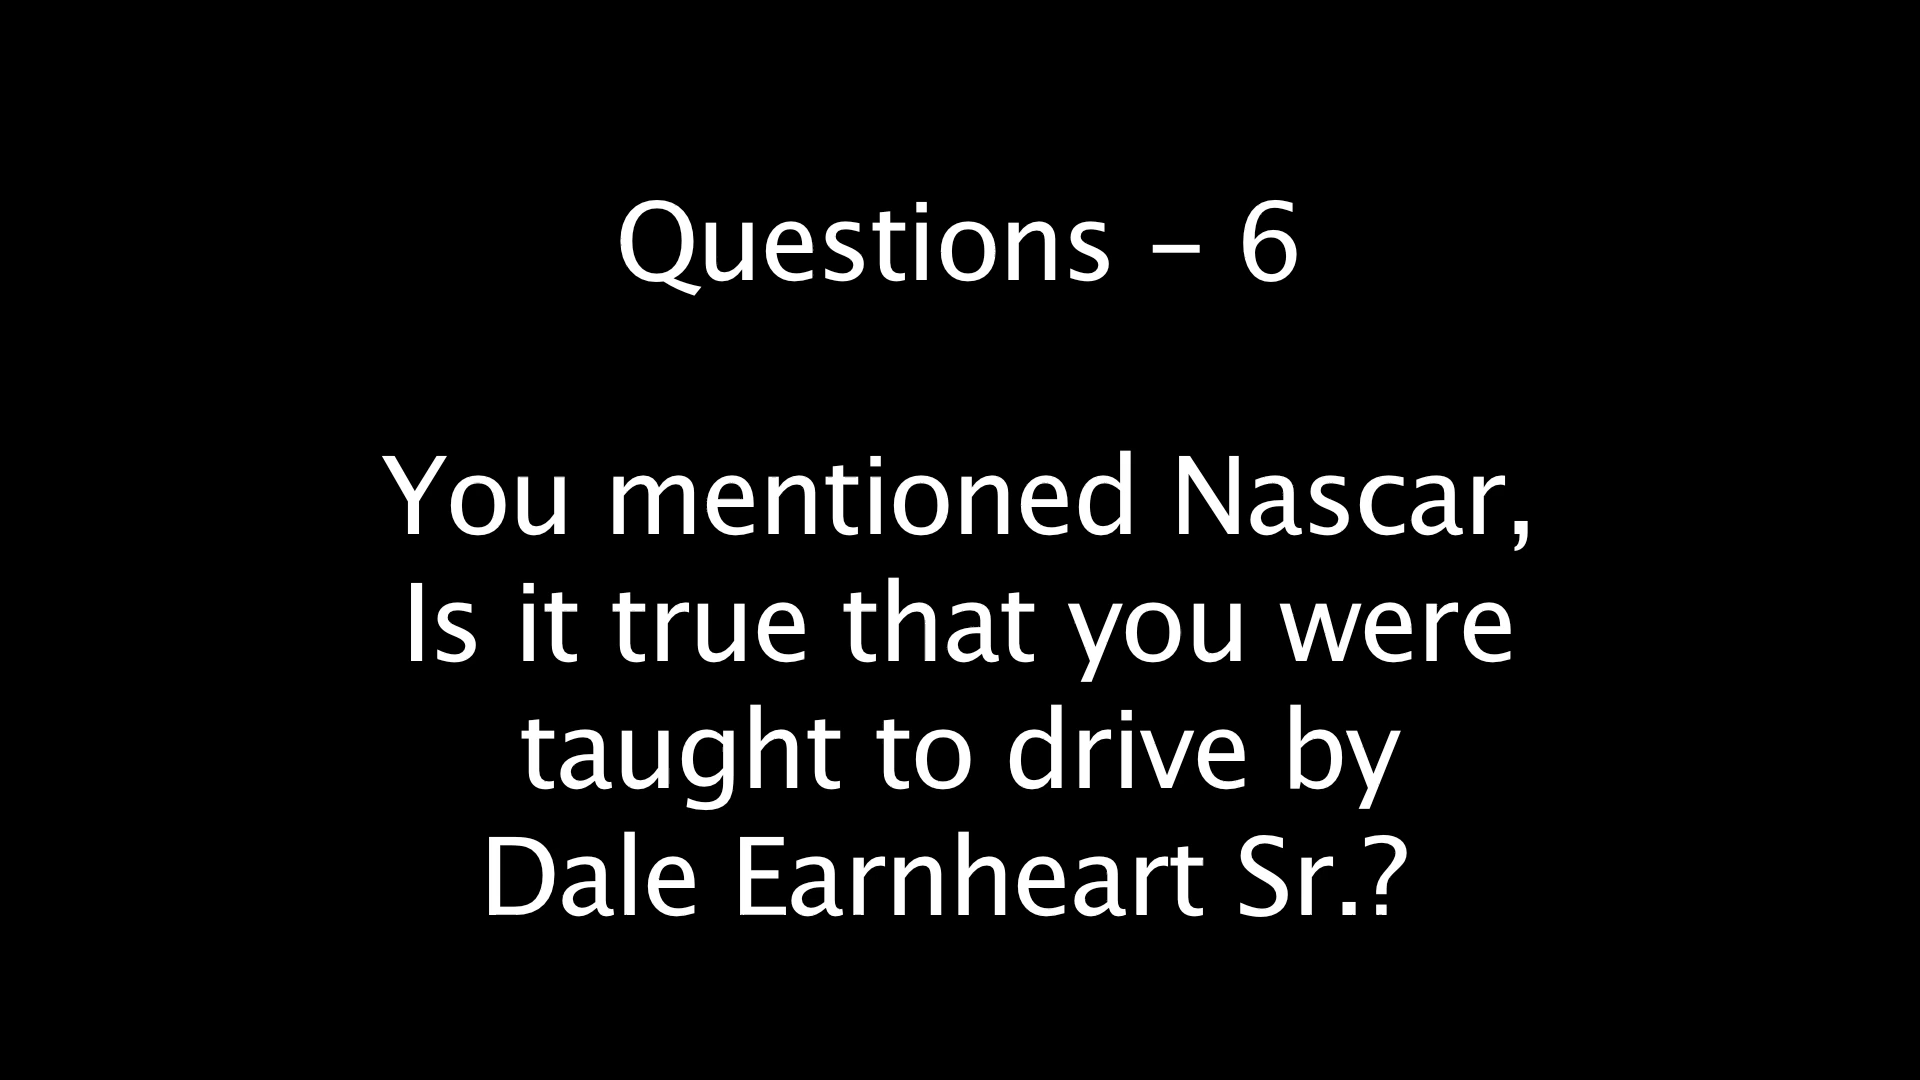 Questions – 6
You mentioned Nascar,
Is it true that you were
taught to drive by
Dale Earnheart Sr.?